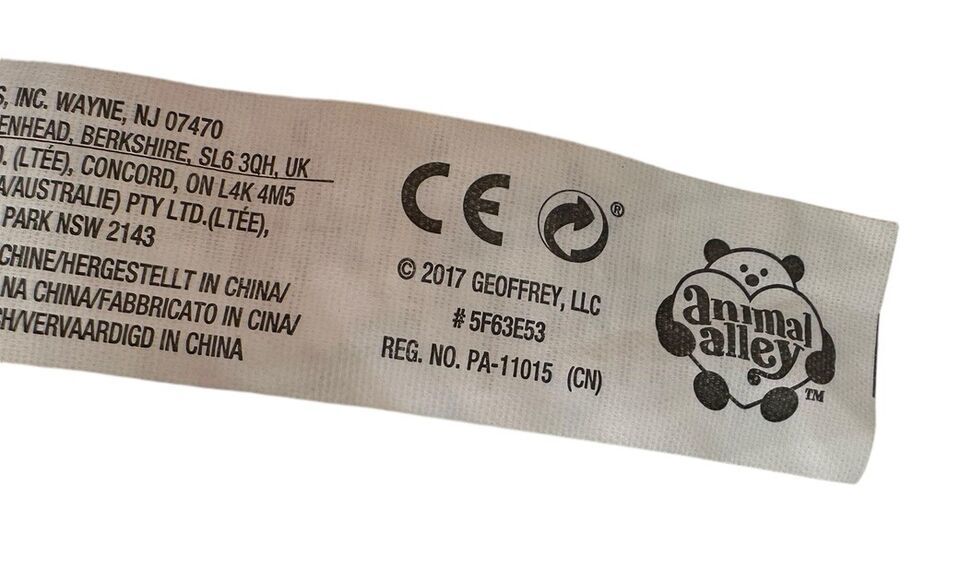 INC. WAYNE, NJ 07470
BERKSHIRE, SL6 3QH, UK
(LTÉE), CONCORD, ON L4K 4M5
A/AUSTRALIE) PTY LTD.(LTÉE),
PARK NSW 2143
CHINE/HERGESTELLT IN CHINA/
NA CHINA/FABBRICATO IN CINA/
VERVAARDIGD IN CHINA
CE ®
© 2017 GEOFFREY, LLC
# 5F63E53
REG. NO. PA-11015 (CN)
animal
alley
TM